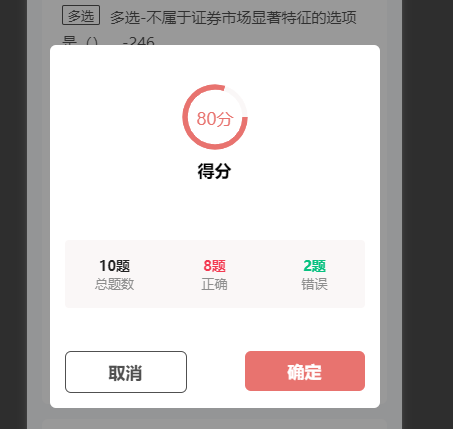 多选 多选-不属于证券市场显著特征的选项
是（）　-246
80分
得分
10题 8题 2题
总题数 正确 错误
取消 确定